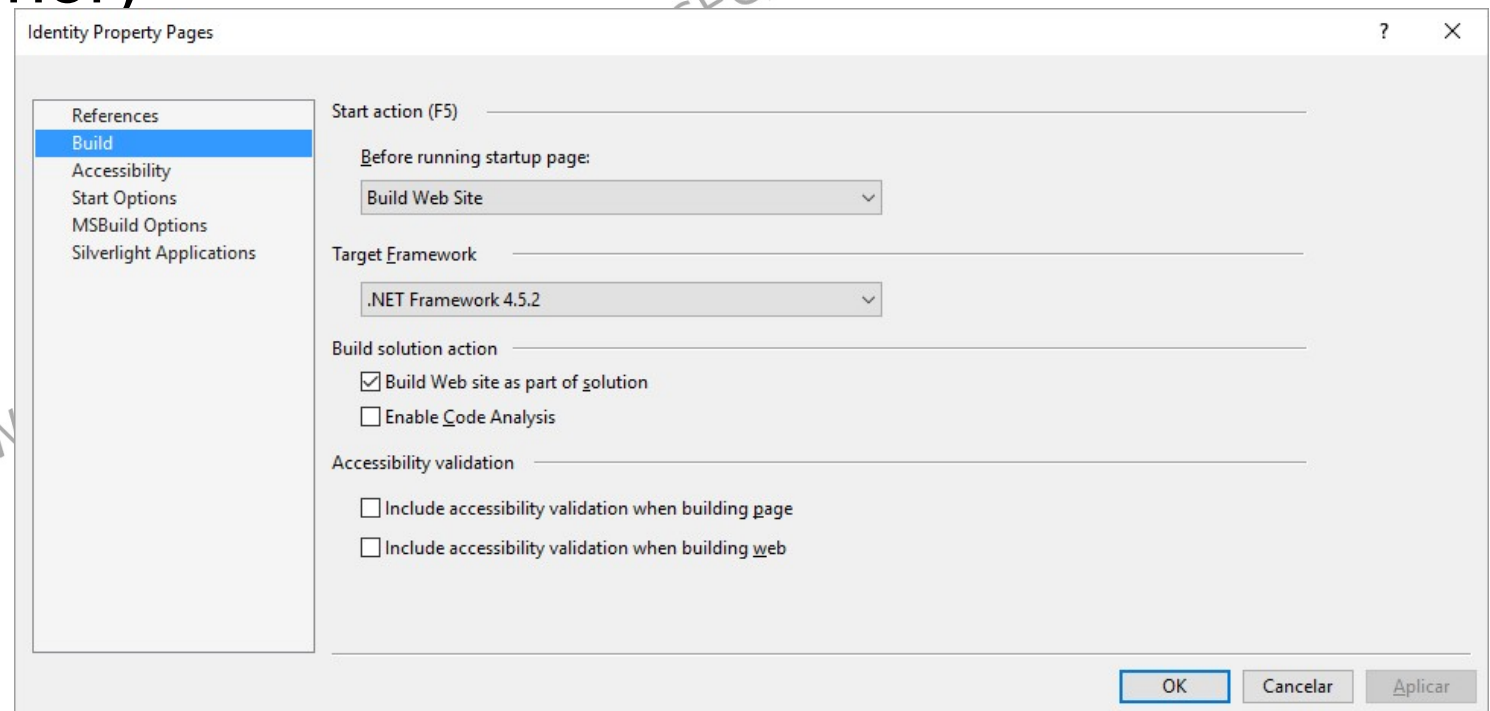 Identity Property Pages
?
References
Build
Accessibility
Start Options
MSBuild Options
Silverlight Applications
Start action (F5)
Before running startup page:
Build Web Site
Target Framework
.NET Framework 4.5.2
Build solution action
Build Web site as part of solution
Enable Code Analysis
Accessibility validation
Include accessibility validation when building page
Include accessibility validation when building web
OK Cancelar Aplicar